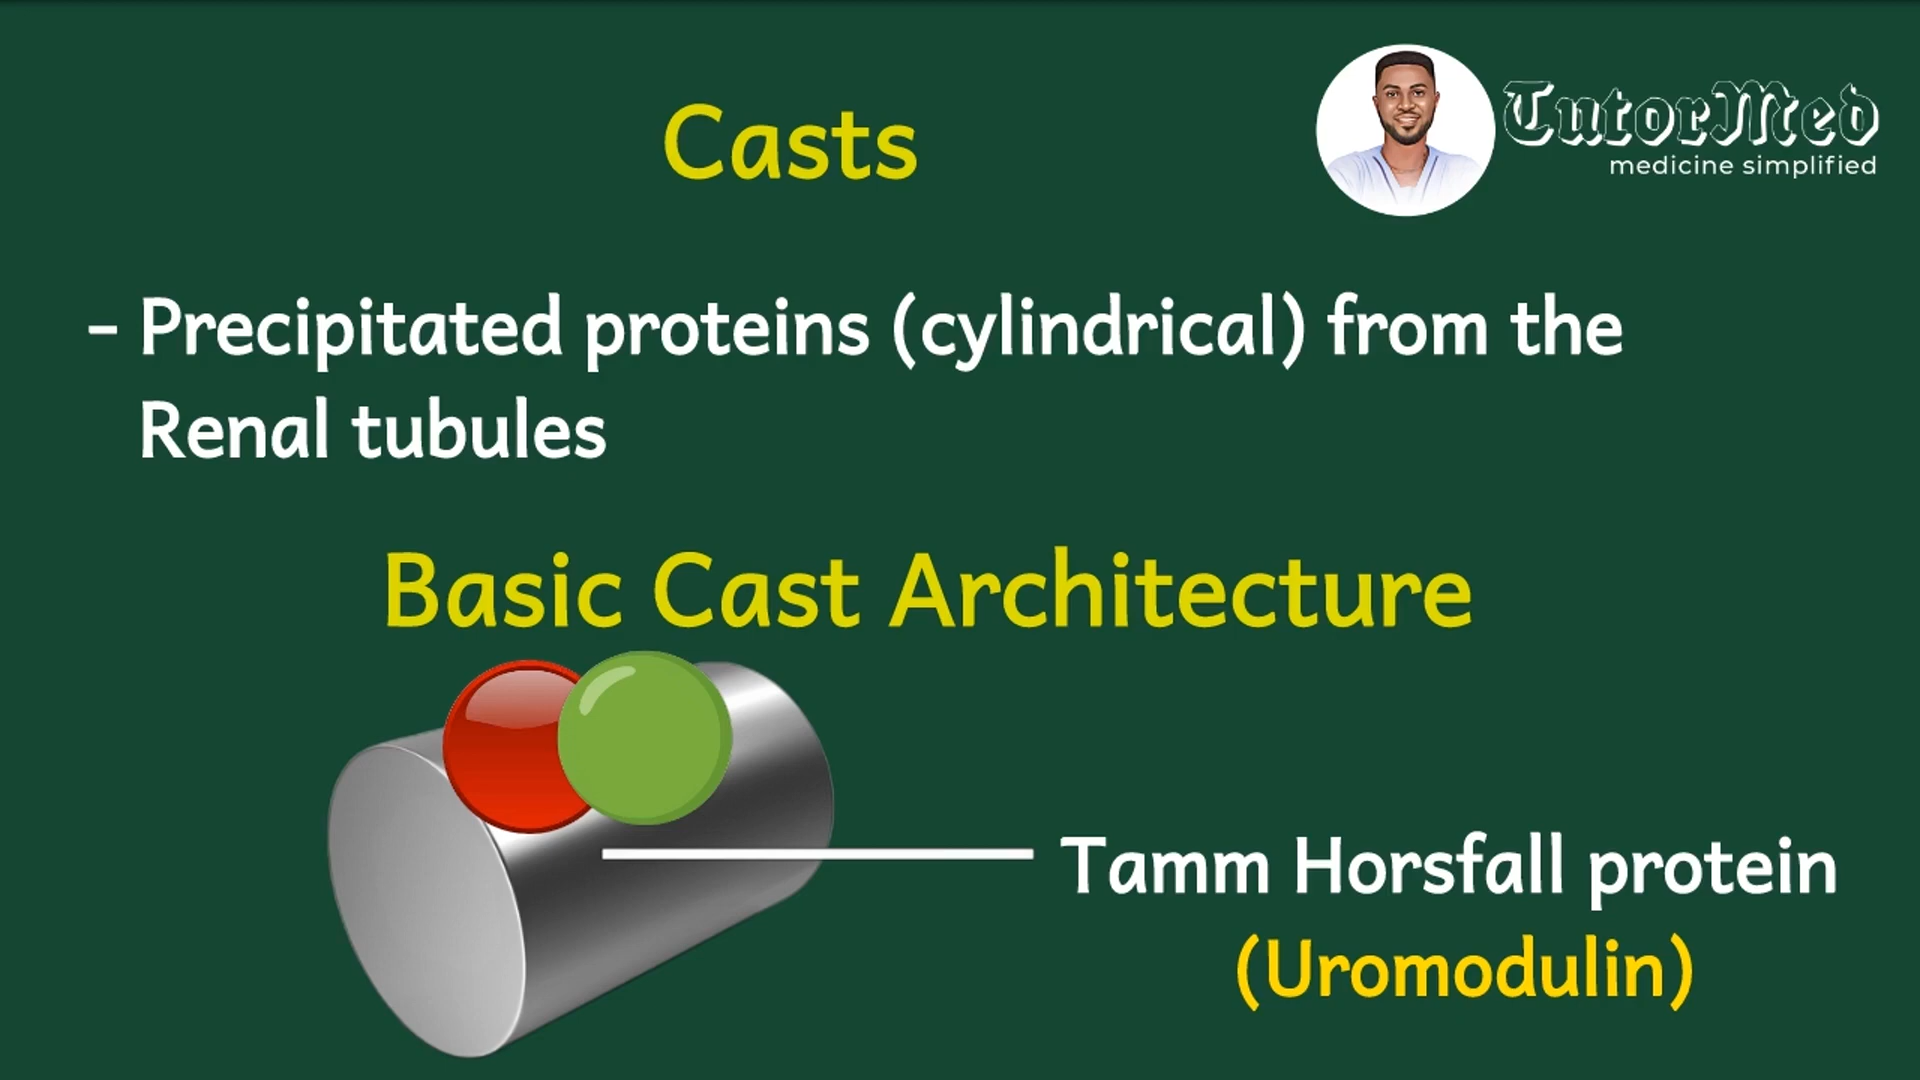 Casts
TutorMed
medicine simplified
- Precipitated proteins (cylindrical) from the
Renal tubules
Basic Cast Architecture
Tamm Horsfall protein
(Uromodulin)